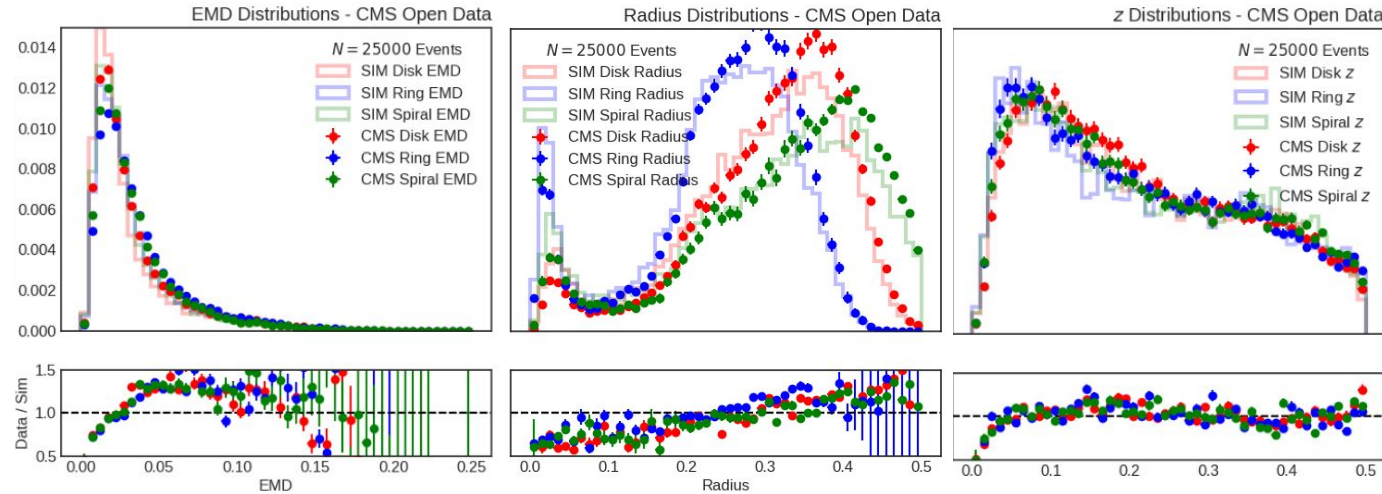 EMD Distributions - CMS Open Data
0.014
0.012
0.010
0.008
0.006
0.004
0.002
0.000
N = 25000 Events
SIM Disk EMD
SIM Ring EMD
SIM Spiral EMD
CMS Disk EMD
CMS Ring EMD
CMS Spiral EMD
Radius Distributions - CMS Open Data
N = 25000 Events
SIM Disk Radius
SIM Ring Radius
SIM Spiral Radius
CMS Disk Radius
CMS Ring Radius
CMS Spiral Radius
z Distributions - CMS Open Data
N = 25000 Events
SIM Disk z
SIM Ring z
SIM Spiral z
CMS Disk z
CMS Ring z
CMS Spiral z
Data / Sim
1.5
1.0
0.5
0.00 0.05 0.10 0.15 0.20 0.25
EMD
0.0 0.1 0.2 0.3 0.4 0.5
Radius
0.0 0.1 0.2 0.3 0.4 0.5
z